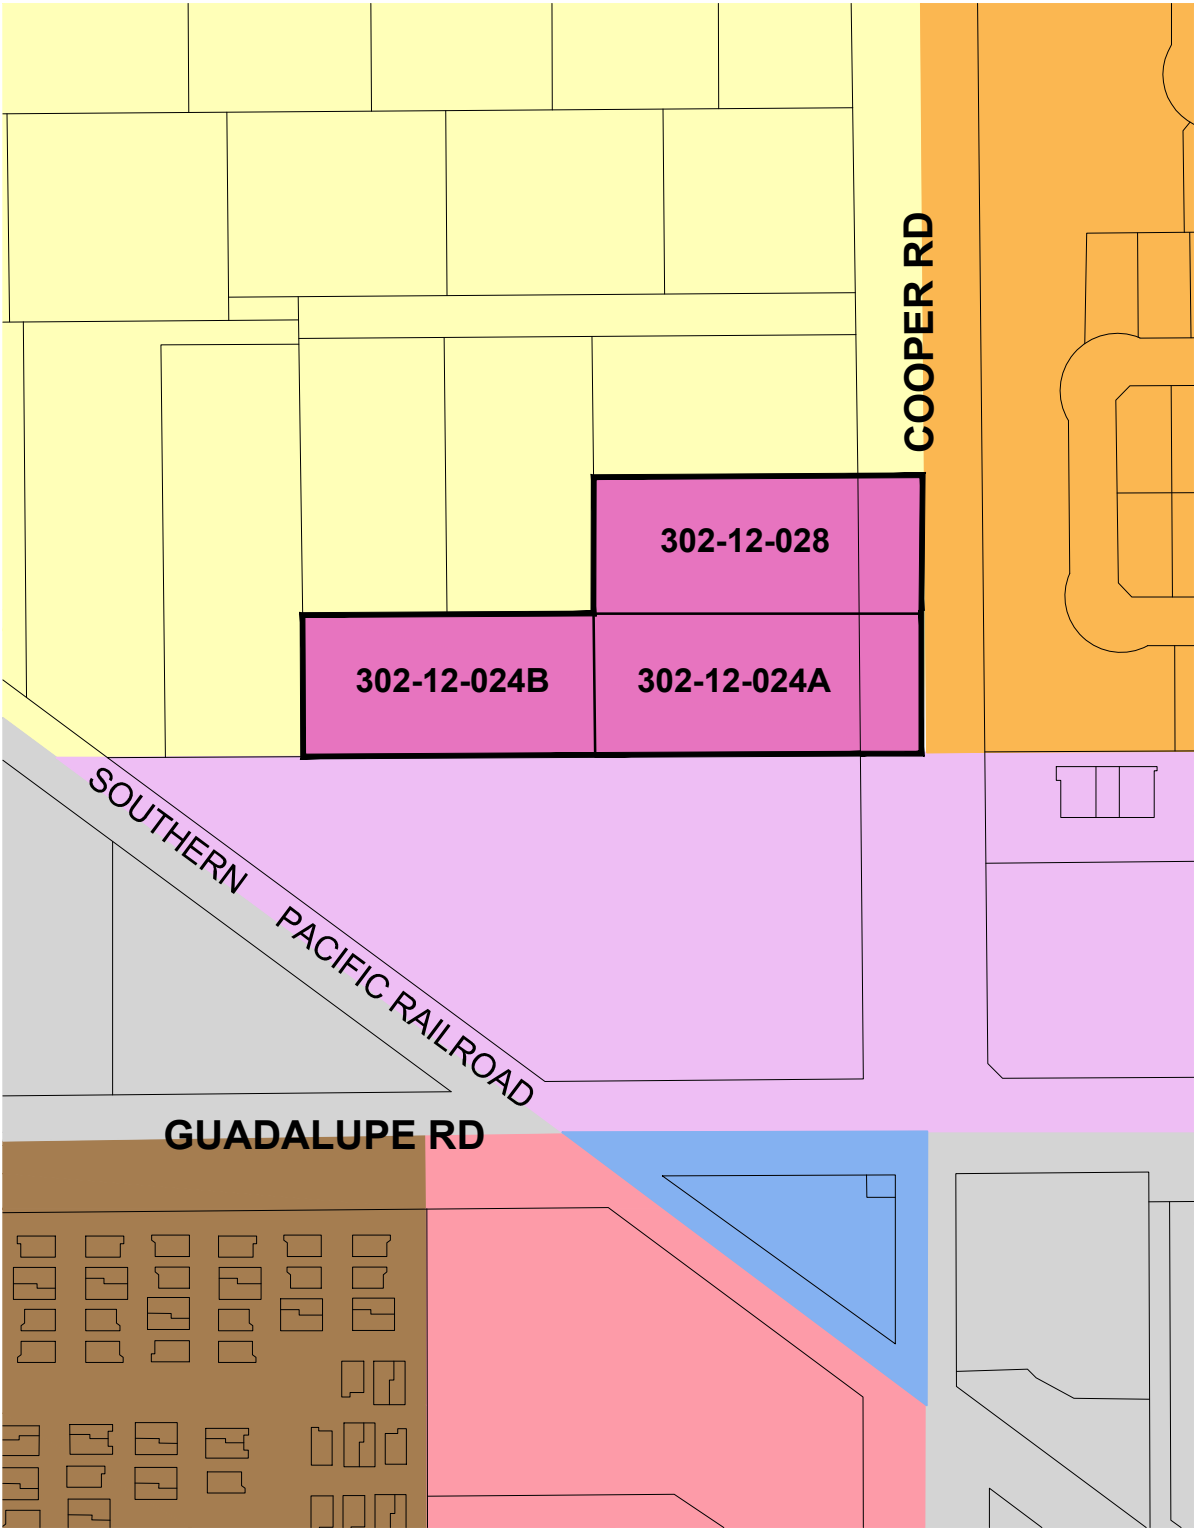 COOPER RD
302-12-028
302-12-024B
302-12-024A
SOUTHERN
PACIFIC RAILROAD
GUADALUPE RD